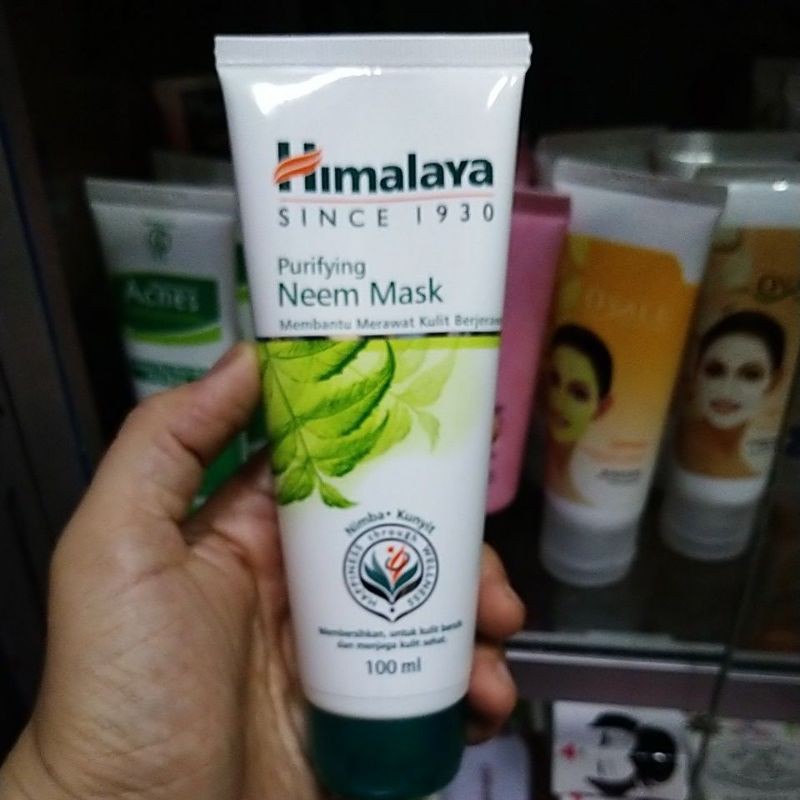 Himalaya
SINCE 1930
Purifying
Neem Mask
Membantu Merawat Kulit Berjeraw
Nimba • Kunyit
HAPPINESS through WELLNESS
Membersihkan, untuk kulit bersih
dan menjaga kulit sehat.
100 ml
Acnes